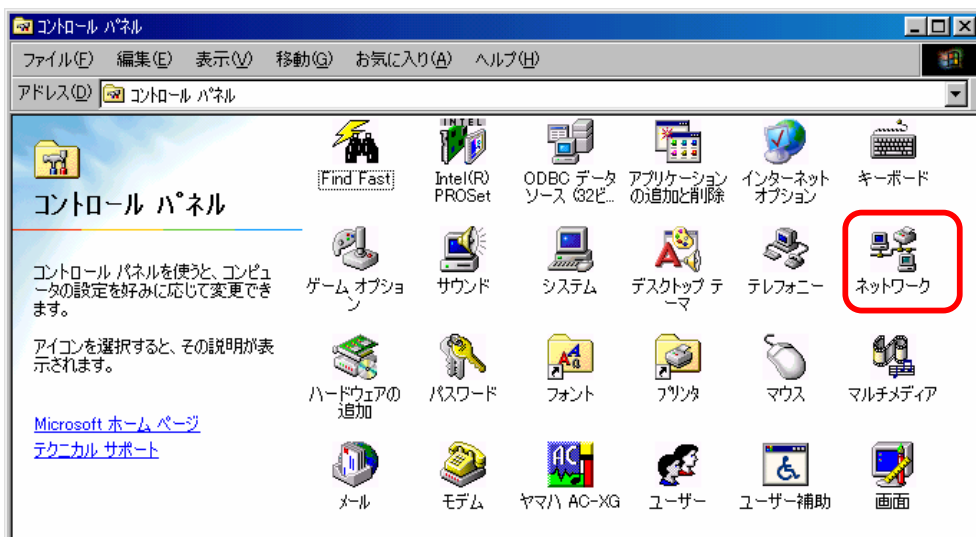 コントロール パネル
ファイル(F) 編集(E) 表示(V) 移動(G) お気に入り(A) ヘルプ(H)
アドレス(D) コントロール パネル
コントロール パネル
コントロール パネルを使うと、コンピュ
ータの設定を好みに応じて変更でき
ます。
アイコンを選択すると、その説明が表
示されます。
Microsoft ホーム ページ
テクニカル サポート
Find Fast
INTEL
Intel(R)
PROSet
ODBC データ
ソース (32ビ...
アプリケーション
の追加と削除
インターネット
オプション
キーボード
ゲーム オプショ
ン
サウンド
システム
デスクトップ テ
ーマ
テレフォニー
ネットワーク
ハードウェアの
追加
パスワード
フォント
プリンタ
マウス
マルチメディア
メール
モデム
ヤマハ AC-XG
ユーザー
ユーザー補助
画面